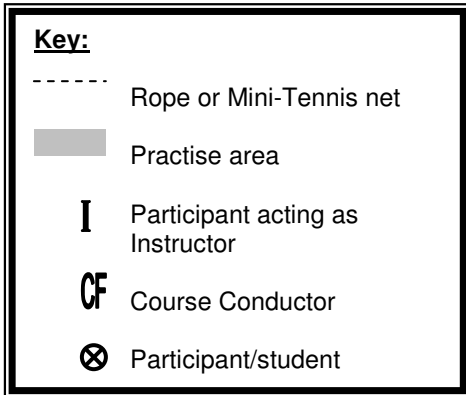 Key:
Rope or Mini-Tennis net
Practise area
I Participant acting as
Instructor
CF Course Conductor
Participant/student